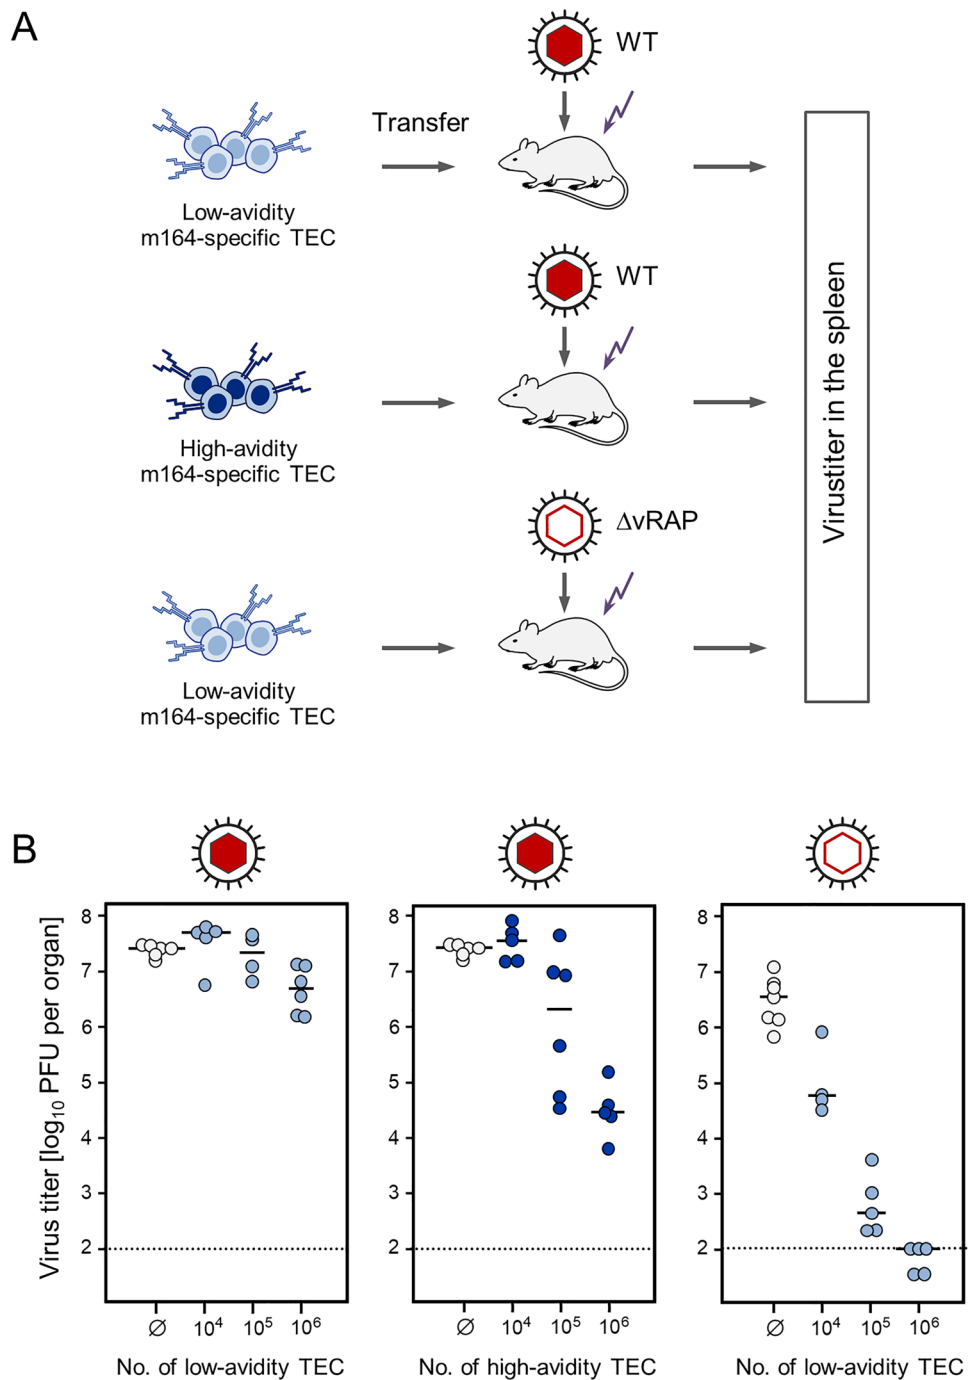 A
WT
Transfer
Low-avidity
m164-specific TEC
WT
High-avidity
m164-specific TEC
ΔvRAP
Low-avidity
m164-specific TEC
Virustiter in the spleen
B
Virus titer [log10 PFU per organ]
8
7
6
5
4
3
2
∅ 10⁴ 10⁵ 10⁶
No. of low-avidity TEC
8
7
6
5
4
3
2
∅ 10⁴ 10⁵ 10⁶
No. of high-avidity TEC
8
7
6
5
4
3
2
∅ 10⁴ 10⁵ 10⁶
No. of low-avidity TEC